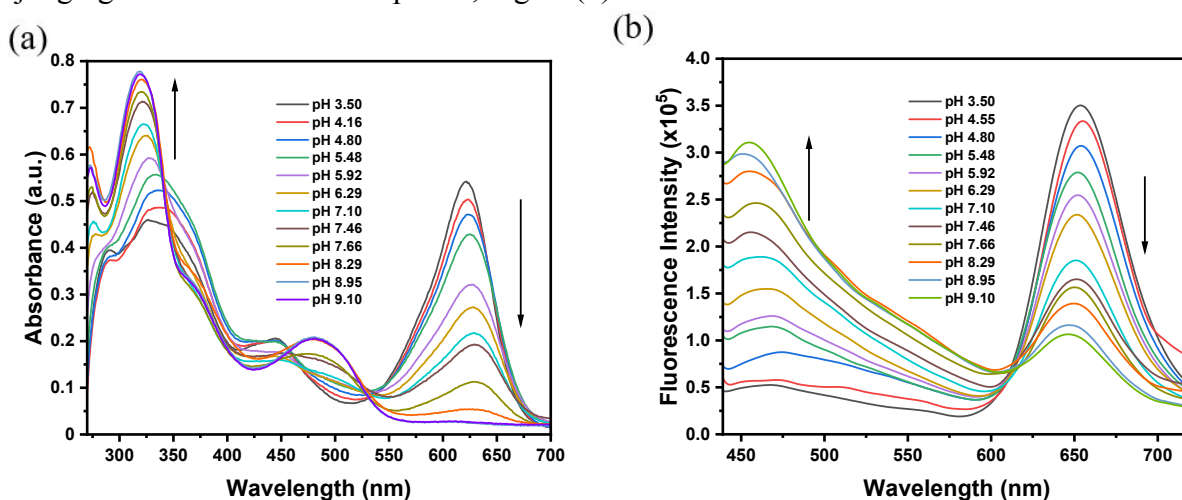 (a)
(b)
0.8
0.7
0.6
0.5
0.4
0.3
0.2
0.1
0
Absorbance (a.u.)
pH 3.50
pH 4.16
pH 4.80
pH 5.48
pH 5.92
pH 6.29
pH 7.10
pH 7.46
pH 7.66
pH 8.29
pH 8.95
pH 9.10
300 350 400 450 500 550 600 650 700
Wavelength (nm)
4.0
3.5
3.0
2.5
2.0
1.5
1.0
0.5
0.0
Fluorescence Intensity (x10⁵)
pH 3.50
pH 4.55
pH 4.80
pH 5.48
pH 5.92
pH 6.29
pH 7.10
pH 7.46
pH 7.66
pH 8.29
pH 8.95
pH 9.10
450 500 550 600 650 700
Wavelength (nm)